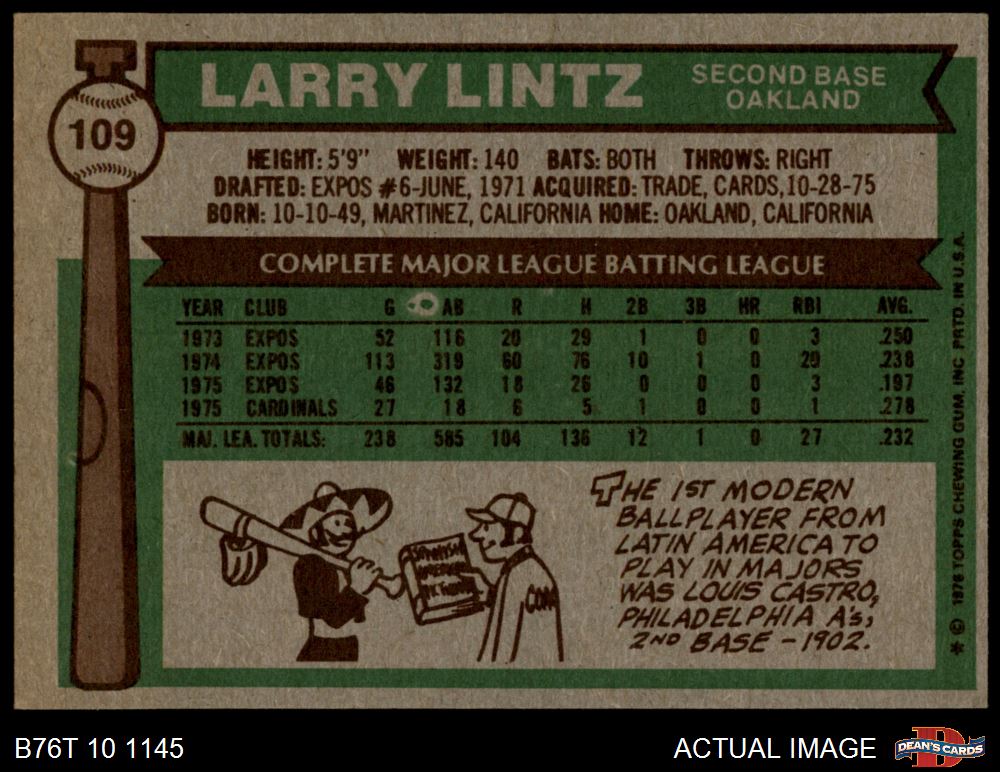 109
LARRY LINTZ
SECOND BASE
OAKLAND
HEIGHT: 5'9" WEIGHT: 140 BATS: BOTH THROWS: RIGHT
DRAFTED: EXPOS #6-JUNE, 1971 ACQUIRED: TRADE, CARDS, 10-28-75
BORN: 10-10-49, MARTINEZ, CALIFORNIA HOME: OAKLAND, CALIFORNIA
COMPLETE MAJOR LEAGUE BATTING LEAGUE
YEAR CLUB G AB R H 2B 3B HR RBI AVG.
1973 EXPOS 52 116 20 29 1 0 0 3 .250
1974 EXPOS 113 319 60 76 10 1 0 20 .238
1975 EXPOS 46 132 18 26 0 0 0 3 .197
1975 CARDINALS 27 18 6 5 1 0 0 1 .278
MAJ. LEA. TOTALS: 238 585 104 136 12 1 0 27 .232
THE 1ST MODERN
BALLPLAYER FROM
LATIN AMERICA TO
PLAY IN MAJORS
WAS LOUIS CASTRO,
PHILADELPHIA A's,
2ND BASE - 1902.
* © 1976 TOPPS CHEWING GUM, INC. PRTD. IN U.S.A.
B76T 10 1145
ACTUAL IMAGE
D
DEAN'S CARDS